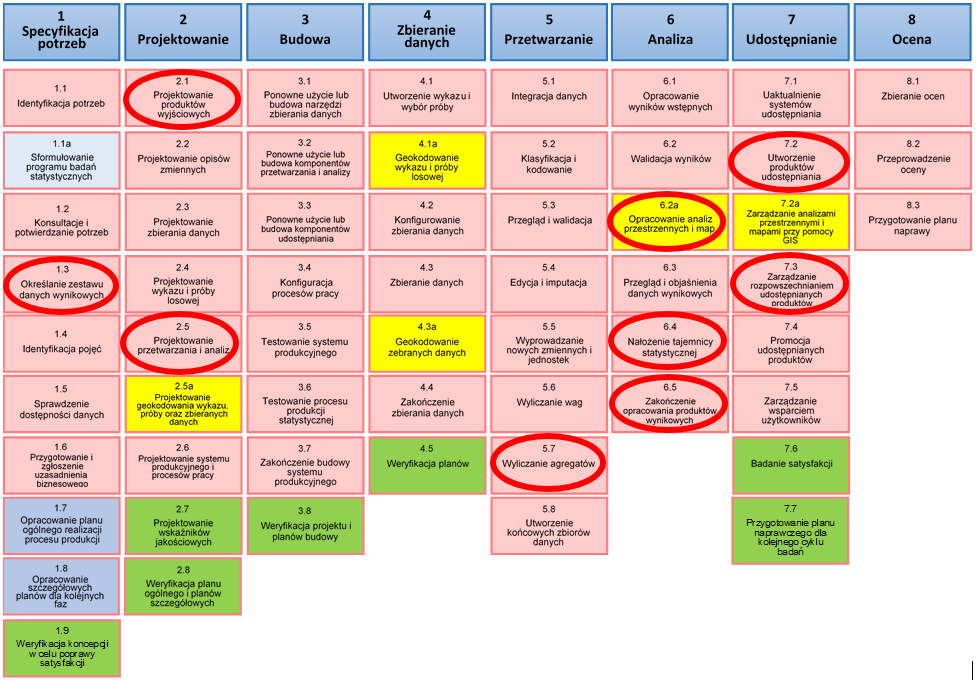 1
Specyfikacja
potrzeb
2
Projektowanie
3
Budowa
4
Zbieranie
danych
5
Przetwarzanie
6
Analiza
7
Udostępnianie
8
Ocena
1.1
Identyfikacja potrzeb
2.1
Projektowanie
produktów
wyjściowych
3.1
Ponowne użycie lub
budowa narzędzi
zbierania danych
4.1
Utworzenie wykazu i
wybór próby
5.1
Integracja danych
6.1
Opracowanie
wyników wstępnych
7.1
Uaktualnienie
systemów
udostępniania
8.1
Zbieranie ocen
1.1a
Sformułowanie
programu badań
statystycznych
2.2
Projektowanie opisów
zmiennych
3.2
Ponowne użycie lub
budowa komponentów
przetwarzania i analizy
4.1a
Geokodowanie
wykazu i próby
losowej
5.2
Klasyfikacja i
kodowanie
6.2
Walidacja wyników
7.2
Utworzenie
produktów
udostępniania
8.2
Przeprowadzenie
oceny
1.2
Konsultacje i
potwierdzanie potrzeb
2.3
Projektowanie
zbierania danych
3.3
Ponowne użycie lub
budowa komponentów
udostępniania
4.2
Konfigurowanie
zbierania danych
5.3
Przegląd i walidacja
6.2a
Opracowanie analiz
przestrzennych i map
7.2a
Zarządzanie analizami
przestrzennymi i
mapami przy pomocy
GIS
8.3
Przygotowanie planu
naprawy
1.3
Określanie zestawu
danych wynikowych
2.4
Projektowanie
wykazu i próby
losowej
3.4
Konfiguracja
procesów pracy
4.3
Zbieranie danych
5.4
Edycja i imputacja
6.3
Przegląd i objaśnienia
danych wynikowych
7.3
Zarządzanie
rozpowszechnianiem
udostępnianych
produktów
1.4
Identyfikacja pojęć
2.5
Projektowanie
przetwarzania i analiz
3.5
Testowanie systemu
produkcyjnego
4.3a
Geokodowanie
zebranych danych
5.5
Wyprowadzanie
nowych zmiennych i
jednostek
6.4
Nałożenie tajemnicy
statystycznej
7.4
Promocja
udostępnianych
produktów
1.5
Sprawdzenie
dostępności danych
2.5a
Projektowanie
geokodowania wykazu,
próby oraz zbieranych
danych
3.6
Testowanie procesu
produkcji
statystycznej
4.4
Zakończenie
zbierania danych
5.6
Wyliczanie wag
6.5
Zakończenie
opracowania produktów
wynikowych
7.5
Zarządzanie
wsparciem
użytkowników
1.6
Przygotowanie i
zgłoszenie
uzasadnienia
biznesowego
2.6
Projektowanie systemu
produkcyjnego i
procesów pracy
3.7
Zakończenie budowy
systemu
produkcyjnego
4.5
Weryfikacja planów
5.7
Wyliczanie agregatów
7.6
Badanie satysfakcji
1.7
Opracowanie planu
ogólnego realizacji
procesu produkcji
2.7
Projektowanie
wskaźników
jakościowych
3.8
Weryfikacja projektu i
planów budowy
5.8
Utworzenie
końcowych zbiorów
danych
7.7
Przygotowanie planu
naprawczego dla
kolejnego cyklu
badań
1.8
Opracowanie
szczegółowych
planów dla kolejnych
faz
2.8
Weryfikacja planu
ogólnego i planów
szczegółowych
1.9
Weryfikacja koncepcji
w celu poprawy
satysfakcji